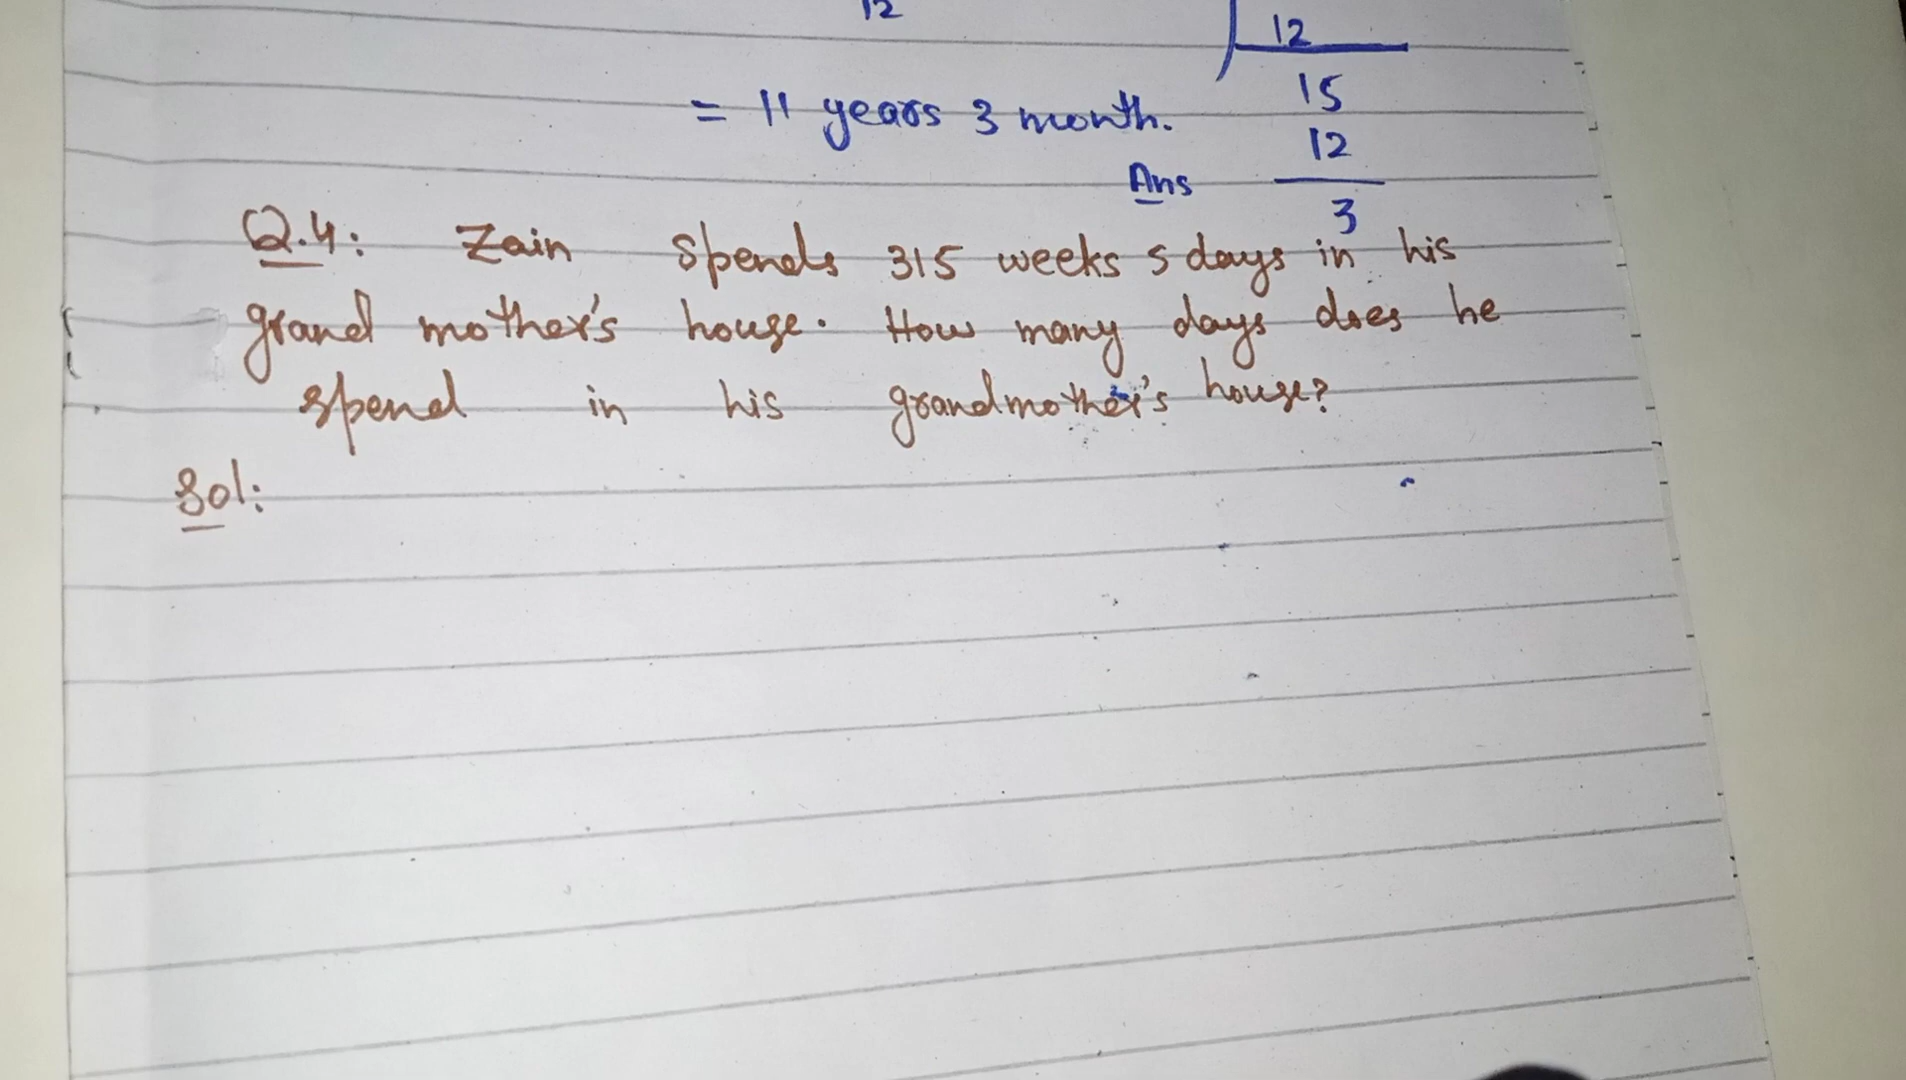 12
12
15
= 11 years 3 month.
12
Ans
3
Q.4: Zain spends 315 weeks 5 days in his
grand mother's house. How many days does he
spend in his grandmother's house?
Sol: